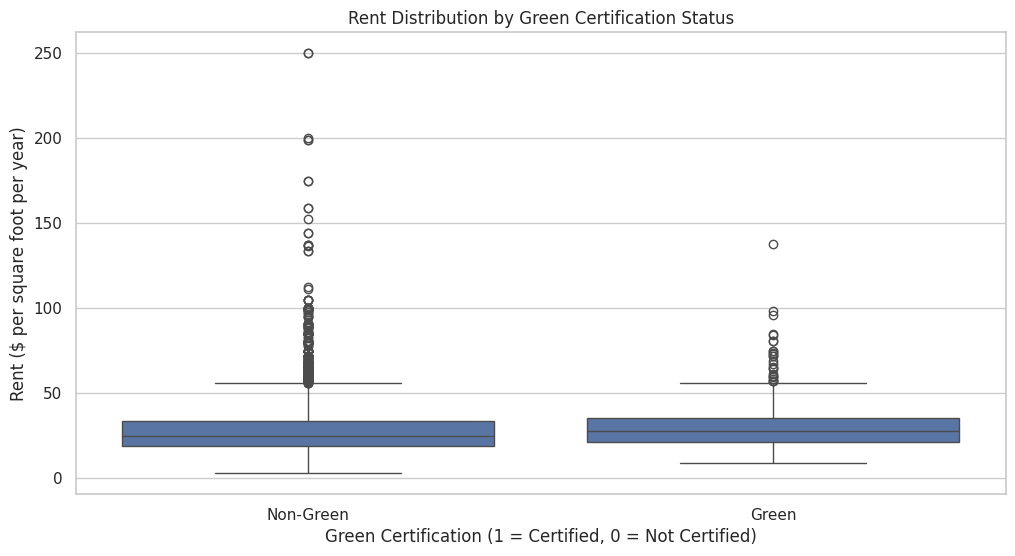 Rent Distribution by Green Certification Status
Rent ($ per square foot per year)
250
200
150
100
50
0
Non-Green
Green
Green Certification (1 = Certified, 0 = Not Certified)